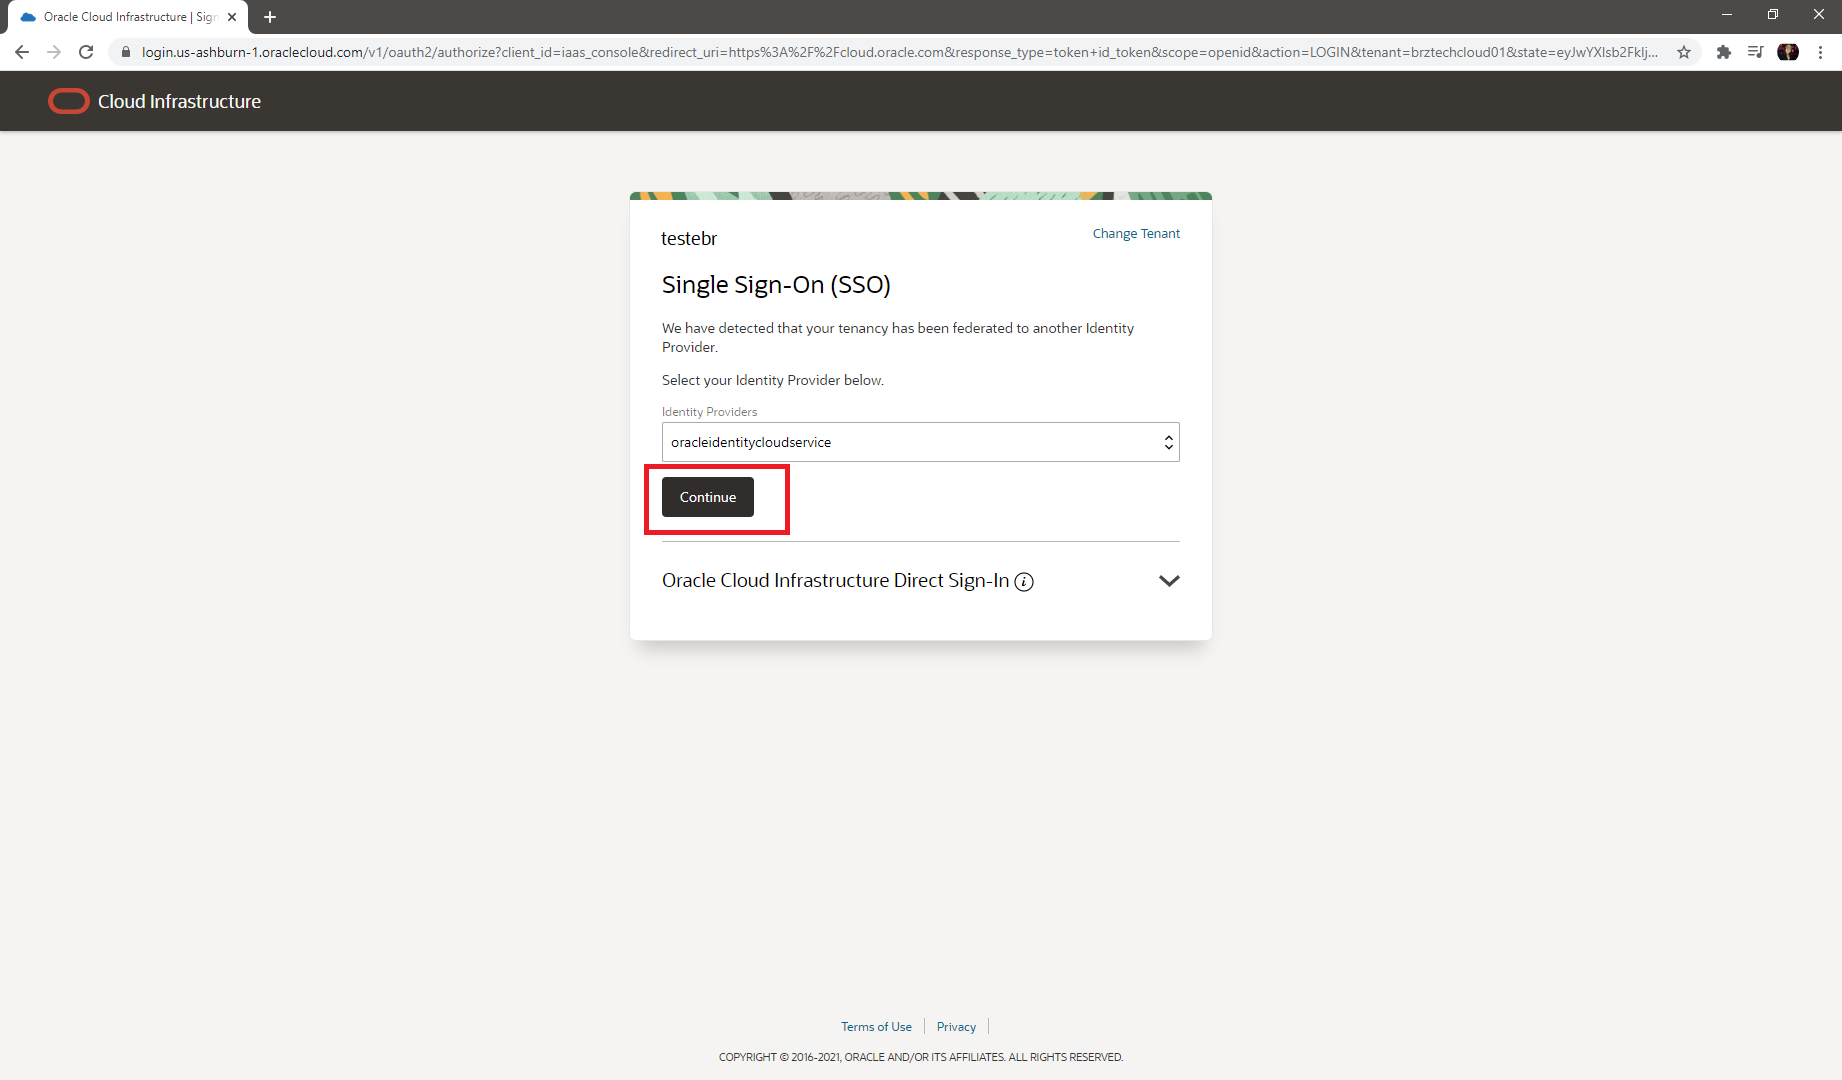 Oracle Cloud Infrastructure | Sign
login.us-ashburn-1.oraclecloud.com/v1/oauth2/authorize?client_id=iaas_console&redirect_uri=https%3A%2F%2Fcloud.oracle.com&response_type=token+id_token&scope=openid&action=LOGIN&tenant=brztechcloud01&state=eyJwYXIsb2FkIj...
Cloud Infrastructure
testebr
Change Tenant
Single Sign-On (SSO)
We have detected that your tenancy has been federated to another Identity
Provider.
Select your Identity Provider below.
Identity Providers
oracleidentitycloudservice
Continue
Oracle Cloud Infrastructure Direct Sign-In
Terms of Use
Privacy
COPYRIGHT © 2016-2021, ORACLE AND/OR ITS AFFILIATES. ALL RIGHTS RESERVED.